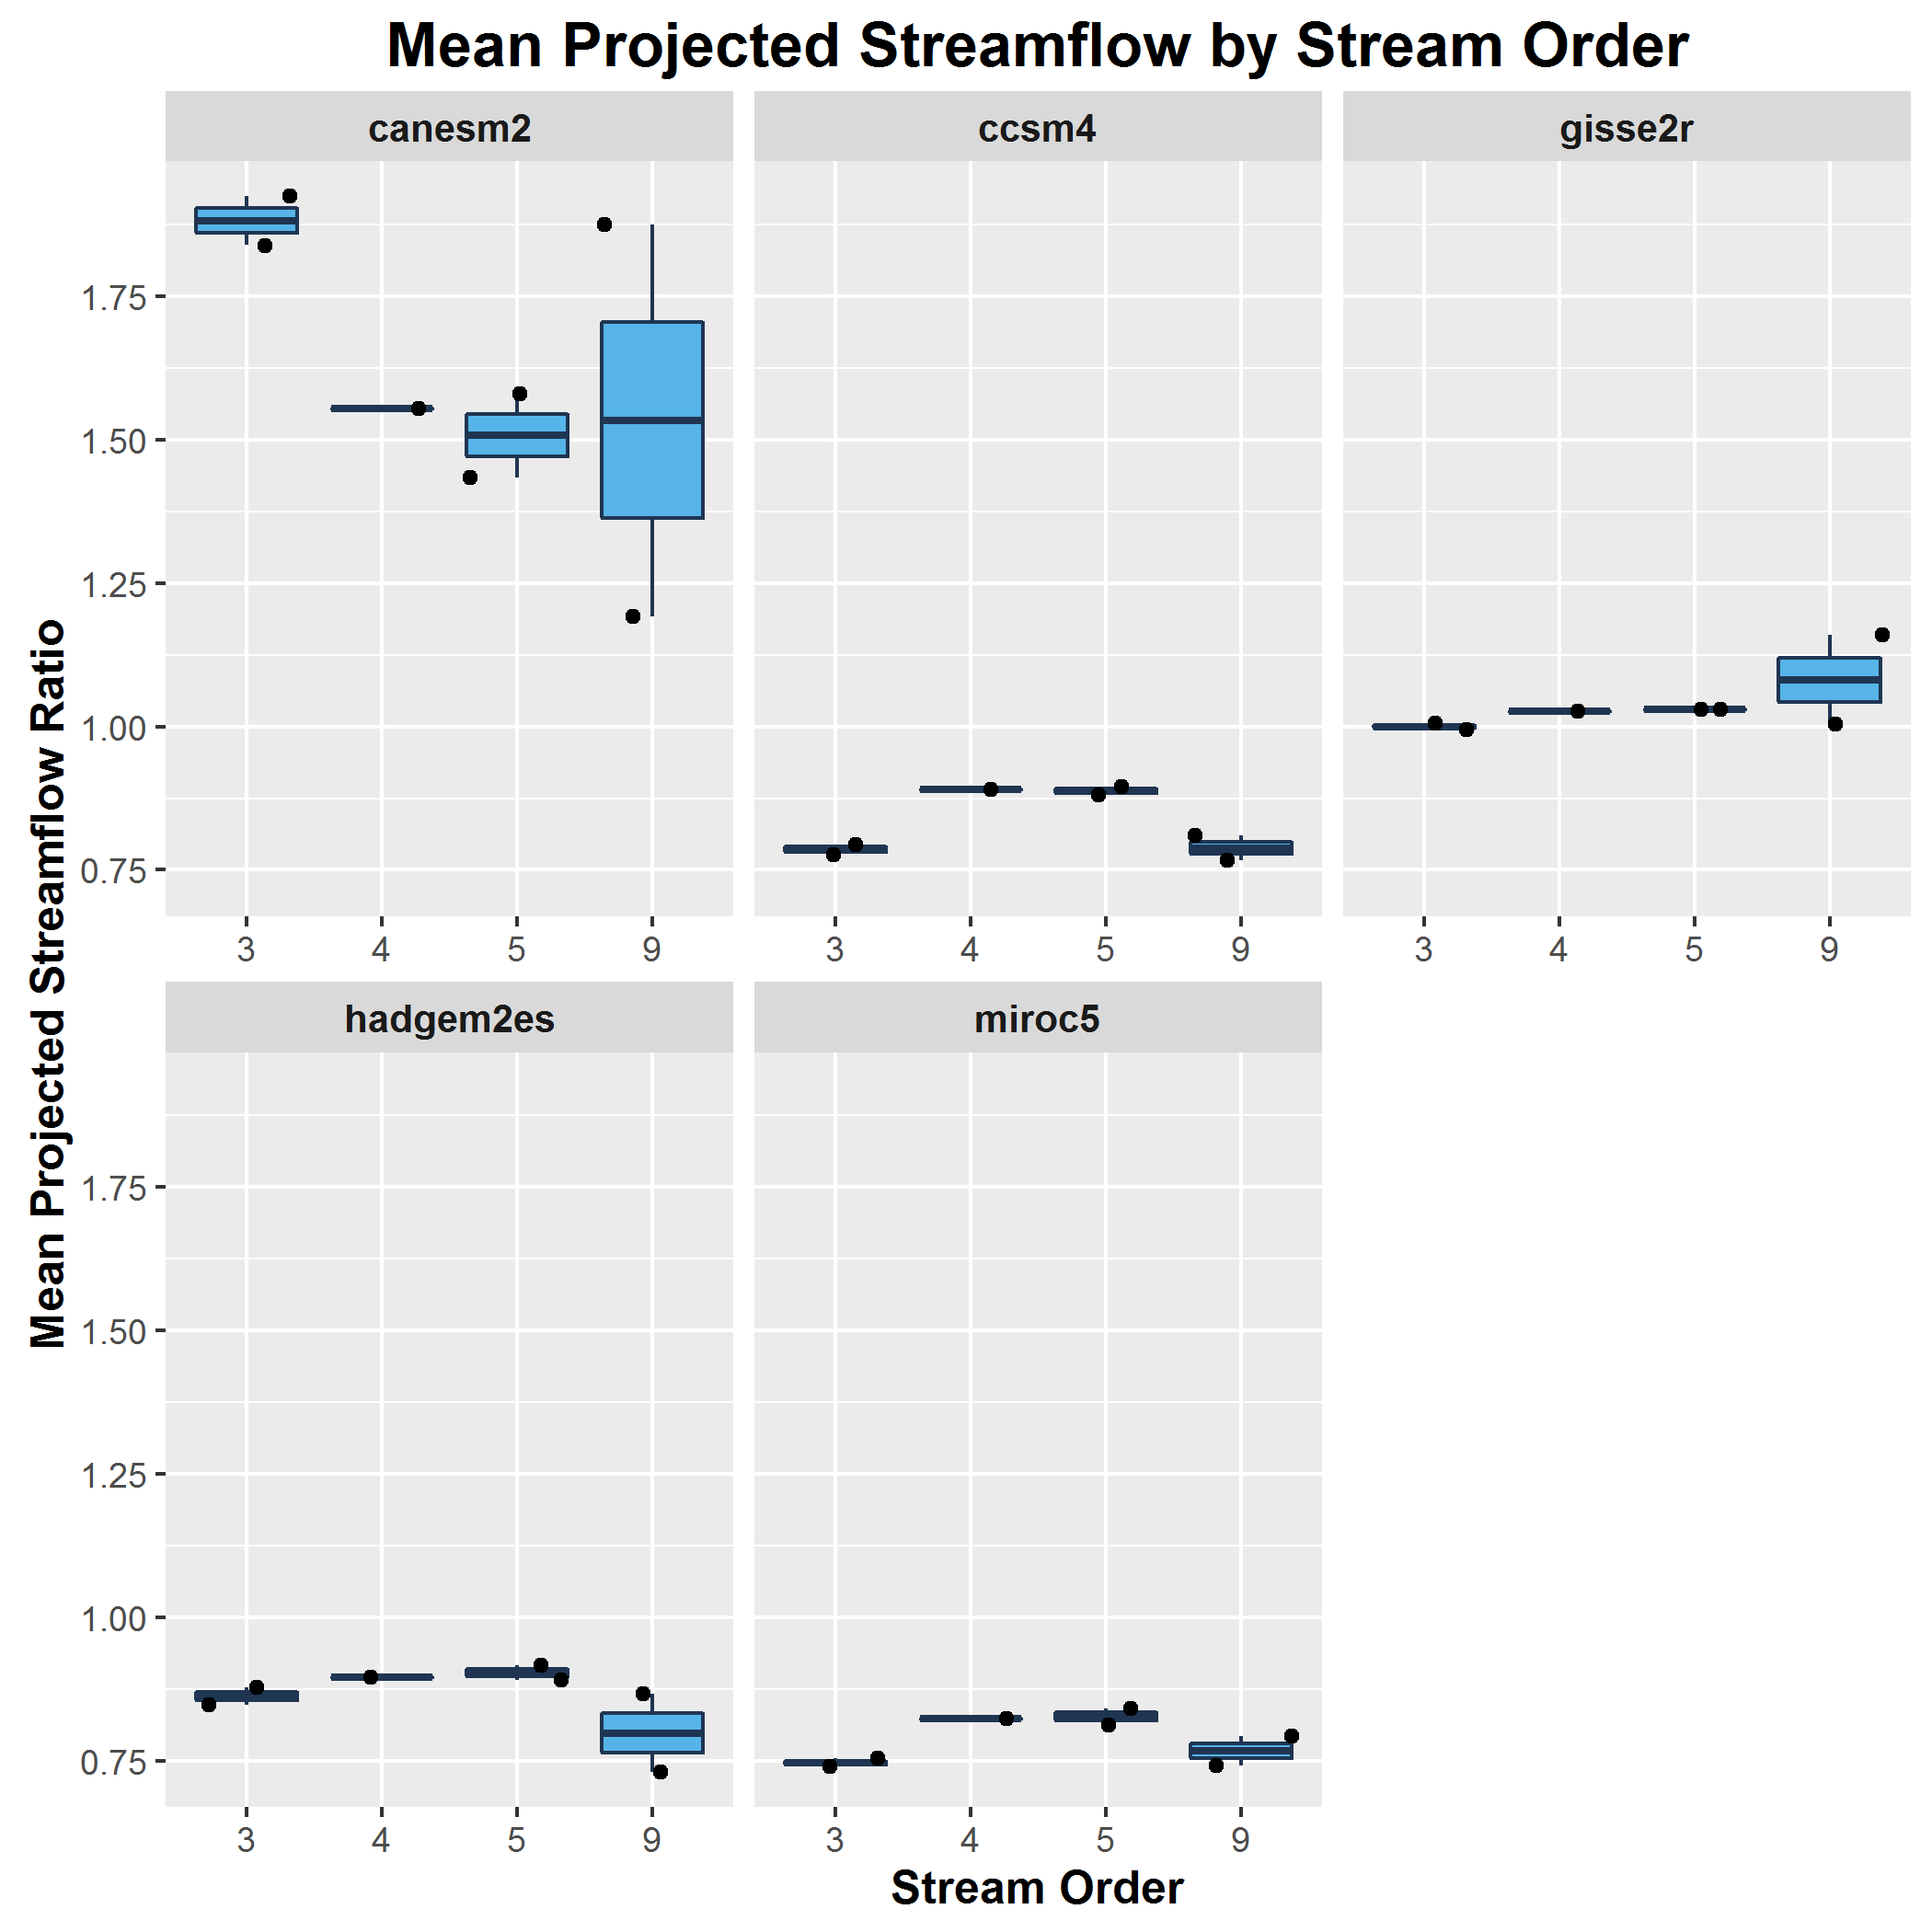 Mean Projected Streamflow by Stream Order
canesm2
ccsm4
gisse2r
1.75
1.50
1.25
1.00
0.75
3 4 5 9
3 4 5 9
3 4 5 9
Mean Projected Streamflow Ratio
hadgem2es
miroc5
1.75
1.50
1.25
1.00
0.75
3 4 5 9
3 4 5 9
Stream Order